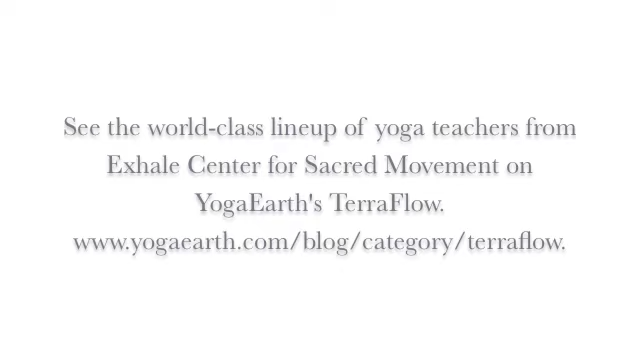 See the world-class lineup of yoga teachers from
Exhale Center for Sacred Movement on
YogaEarth's TerraFlow.
www.yogaearth.com/blog/category/terraflow.